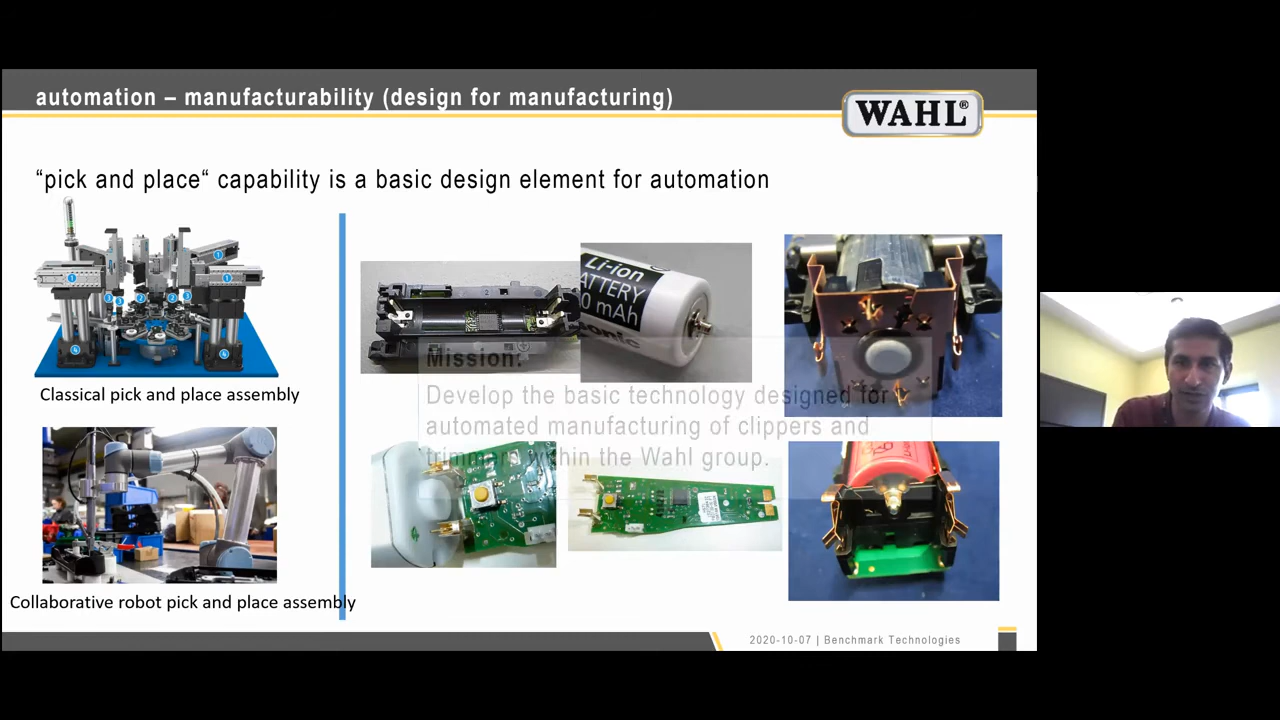 automation – manufacturability (design for manufacturing)
WAHL®
“pick and place“ capability is a basic design element for automation
Li-ion
BATTERY
0 mAh
sonic
Mission:
Develop the basic technology designed for
automated manufacturing of clippers and
trimmers within the Wahl group.
Classical pick and place assembly
Collaborative robot pick and place assembly
2020-10-07 | Benchmark Technologies